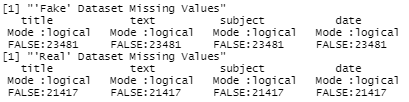 [1] "'Fake' Dataset Missing Values"
title text subject date
Mode :logical Mode :logical Mode :logical Mode :logical
FALSE:23481 FALSE:23481 FALSE:23481 FALSE:23481
[1] "'Real' Dataset Missing Values"
title text subject date
Mode :logical Mode :logical Mode :logical Mode :logical
FALSE:21417 FALSE:21417 FALSE:21417 FALSE:21417